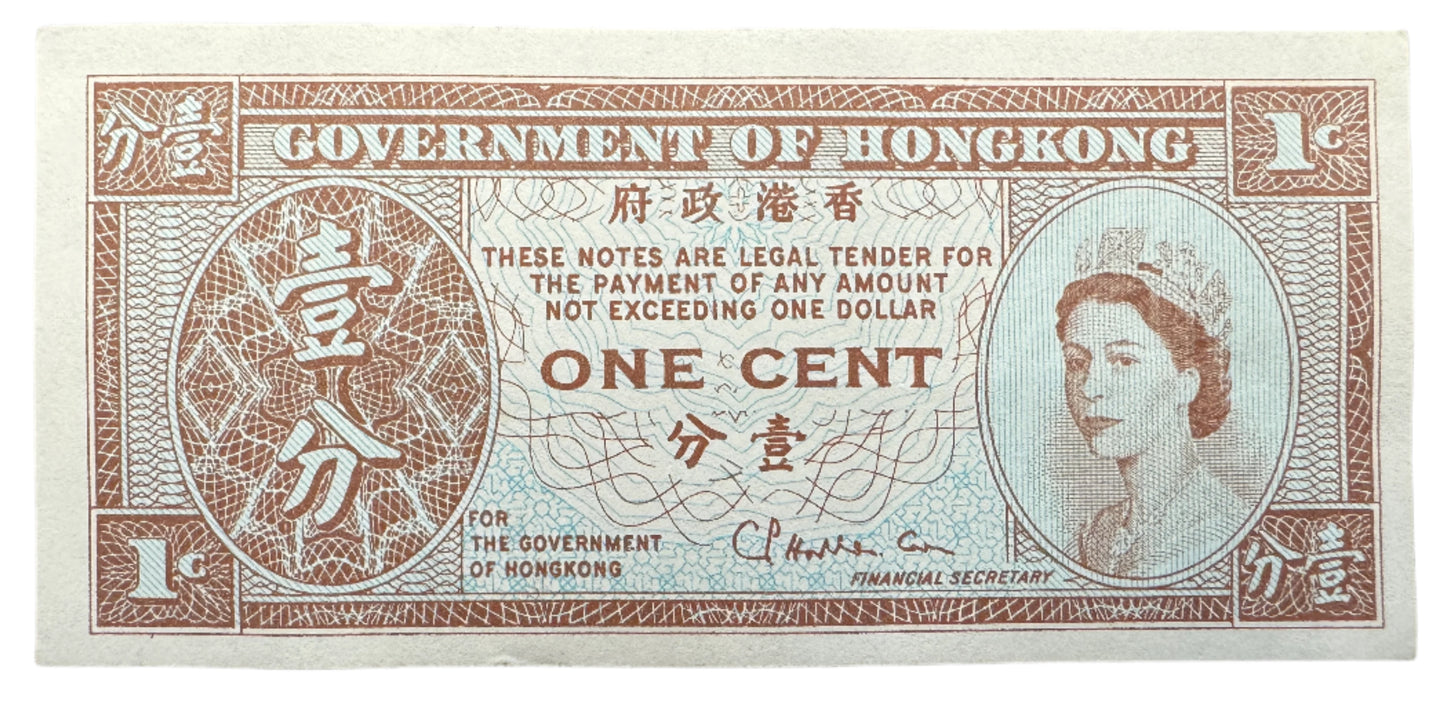 分壹
GOVERNMENT OF HONGKONG
1C
府政港香
THESE NOTES ARE LEGAL TENDER FOR
THE PAYMENT OF ANY AMOUNT
NOT EXCEEDING ONE DOLLAR
壹
分
ONE CENT
分壹
FOR
THE GOVERNMENT
OF HONGKONG
FINANCIAL SECRETARY
1C
分壹